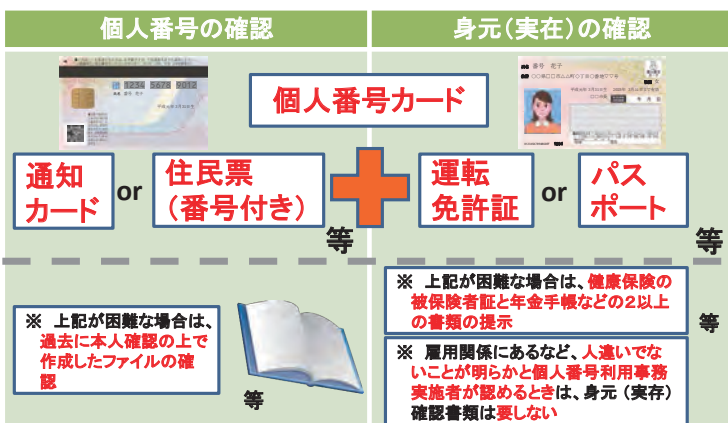 個人番号の確認
身元(実在)の確認
番号 花子
番号 花子
個人番号カード
通知
カード
or
住民票
(番号付き)
等
運転
免許証
or
パス
ポート
等
※ 上記が困難な場合は、
過去に本人確認の上で
作成したファイルの確
認
等
※ 上記が困難な場合は、健康保険の
被保険者証と年金手帳などの2以上
の書類の提示
等
※ 雇用関係にあるなど、人違いでな
いことが明らかと個人番号利用事務
実施者が認めるときは、身元(実存)
確認書類は要しない